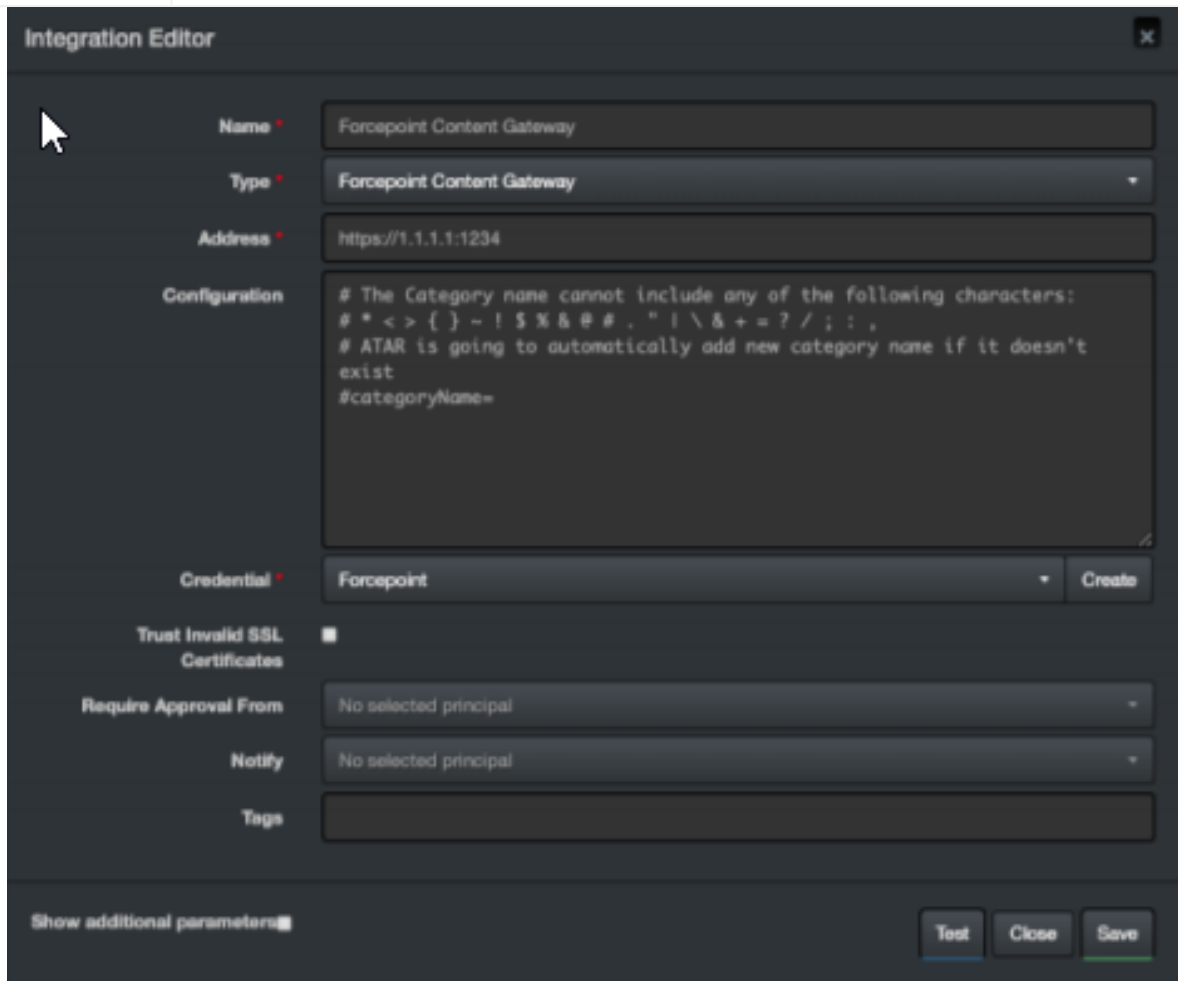 Integration Editor
×
Name *
Forcepoint Content Gateway
Type *
Forcepoint Content Gateway
Address *
https://1.1.1.1:1234
Configuration
# The Category name cannot include any of the following characters:
# * < > { } ~ ! $ % & @ # . " | \ & + = ? / ; : ,
# ATAR is going to automatically add new category name if it doesn't
exist
#categoryName=
Credential *
Forcepoint
Create
Trust Invalid SSL
Certificates
Require Approval From
No selected principal
Notify
No selected principal
Tags
Show additional parameters
Test
Close
Save